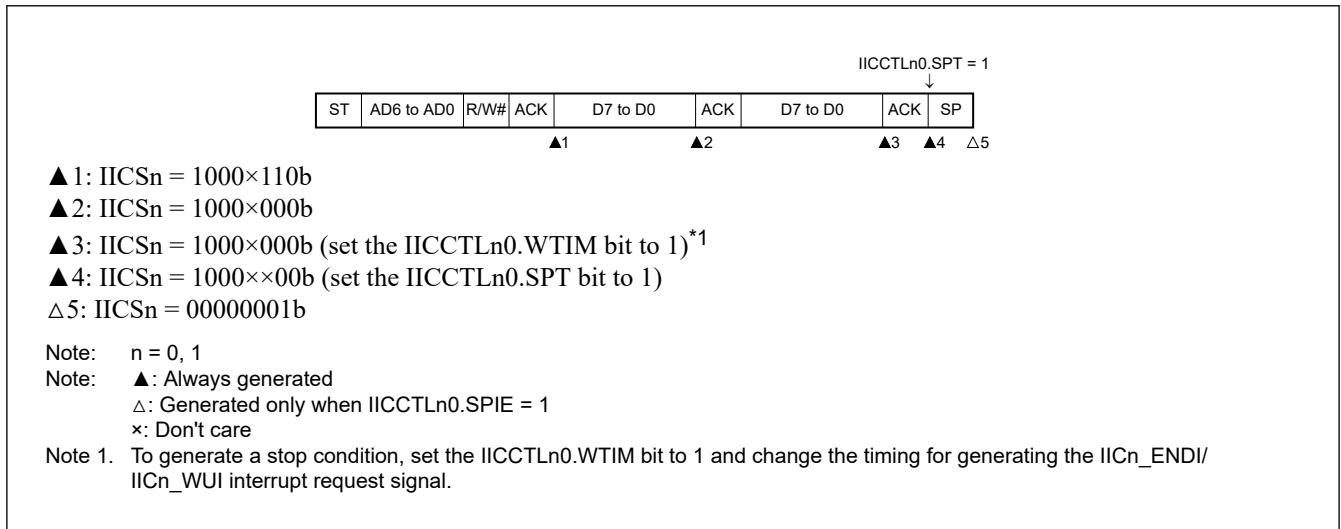 IICCTLn0.SPT = 1
↓
ST AD6 to AD0 R/W# ACK D7 to D0 ACK D7 to D0 ACK SP
▲1 ▲2 ▲3 ▲4 △5
▲1: IICSn = 1000×110b
▲2: IICSn = 1000×000b
▲3: IICSn = 1000×000b (set the IICCTLn0.WTIM bit to 1)*1
▲4: IICSn = 1000××00b (set the IICCTLn0.SPT bit to 1)
△5: IICSn = 00000001b
Note: n = 0, 1
Note: ▲: Always generated
△: Generated only when IICCTLn0.SPIE = 1
×: Don't care
Note 1. To generate a stop condition, set the IICCTLn0.WTIM bit to 1 and change the timing for generating the IICn_ENDI/
IICn_WUI interrupt request signal.